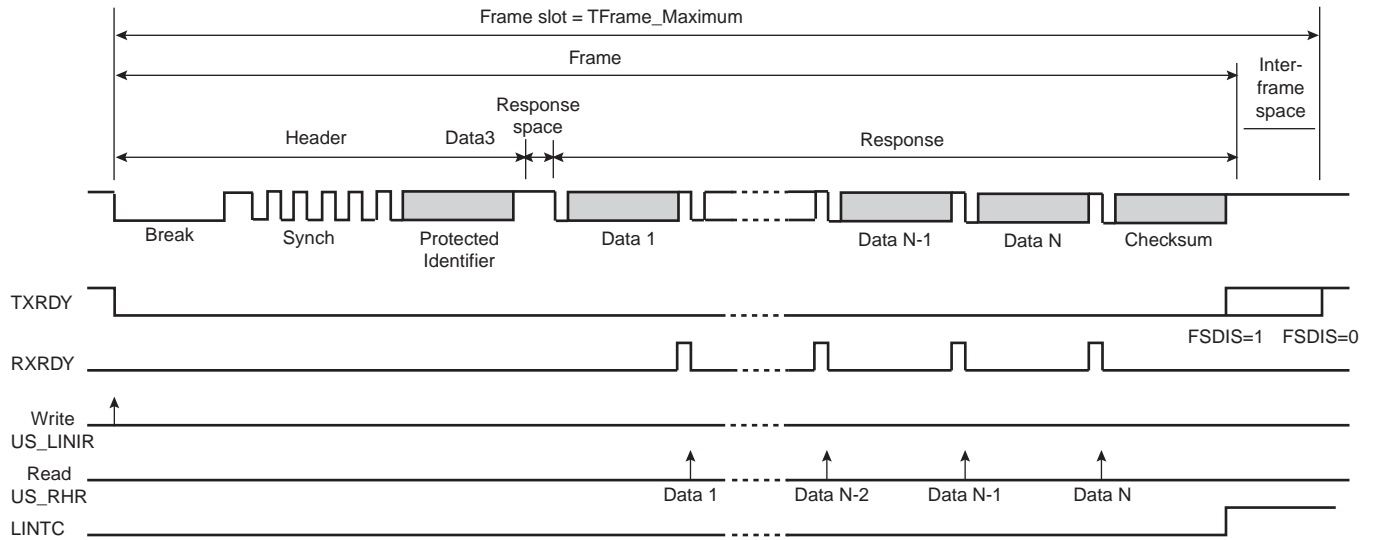 Frame slot = TFrame_Maximum
Frame
Inter-
frame
space
Response
space
Header
Data3
Response
Break
Synch
Protected
Identifier
Data 1
Data N-1
Data N
Checksum
TXRDY
FSDIS=1
FSDIS=0
RXRDY
Write
US_LINIR
Read
US_RHR
Data 1
Data N-2
Data N-1
Data N
LINTC